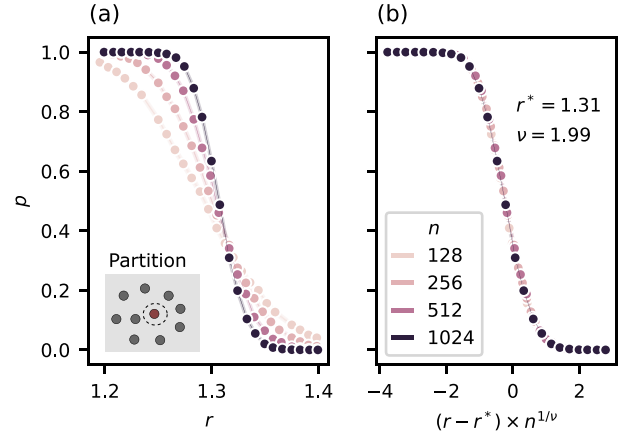 (a)
(b)
1.0
0.8
0.6
0.4
0.2
0.0
p
Partition
1.2
1.3
1.4
r
r* = 1.31
ν = 1.99
n
128
256
512
1024
−4
−2
0
2
(r − r*) × n^{1/ν}